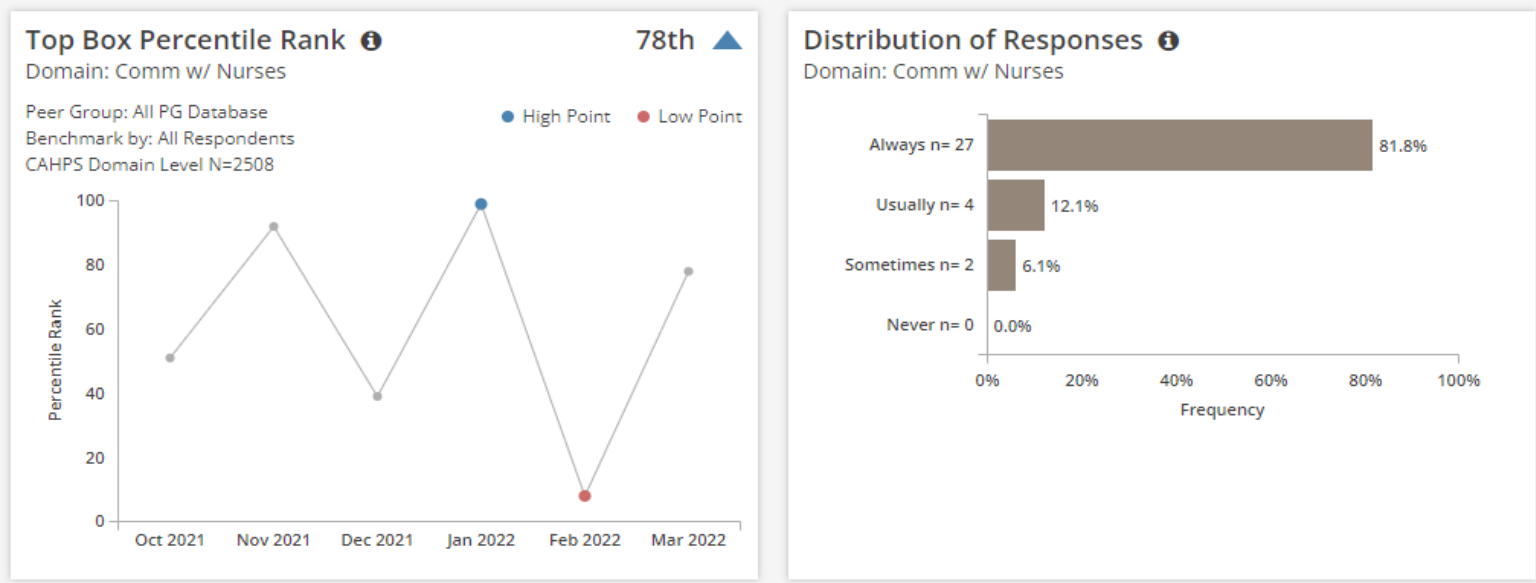 Top Box Percentile Rank
78th
Domain: Comm w/ Nurses
Peer Group: All PG Database
Benchmark by: All Respondents
CAHPS Domain Level N=2508
High Point
Low Point
100
80
60
40
20
0
Percentile Rank
Oct 2021
Nov 2021
Dec 2021
Jan 2022
Feb 2022
Mar 2022
Distribution of Responses
Domain: Comm w/ Nurses
Always n= 27
81.8%
Usually n= 4
12.1%
Sometimes n= 2
6.1%
Never n= 0
0.0%
0%
20%
40%
60%
80%
100%
Frequency